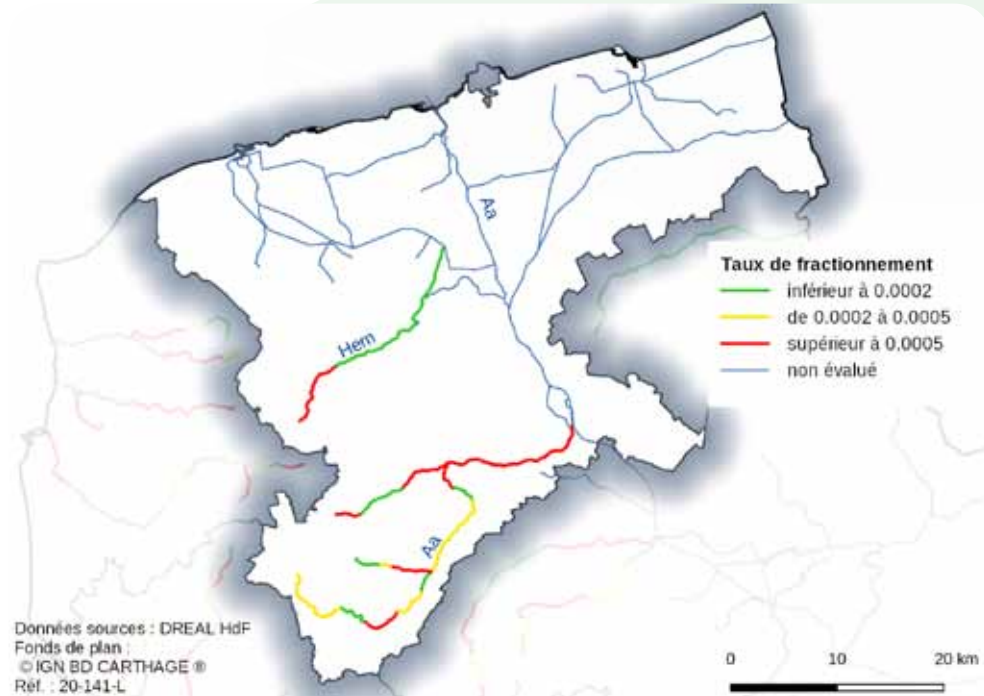 Aa
Hem
Aa
Taux de fractionnement
inférieur à 0.0002
de 0.0002 à 0.0005
supérieur à 0.0005
non évalué
Données sources : DREAL HdF
Fonds de plan :
© IGN BD CARTHAGE ®
Réf. : 20-141-L
0 10 20 km